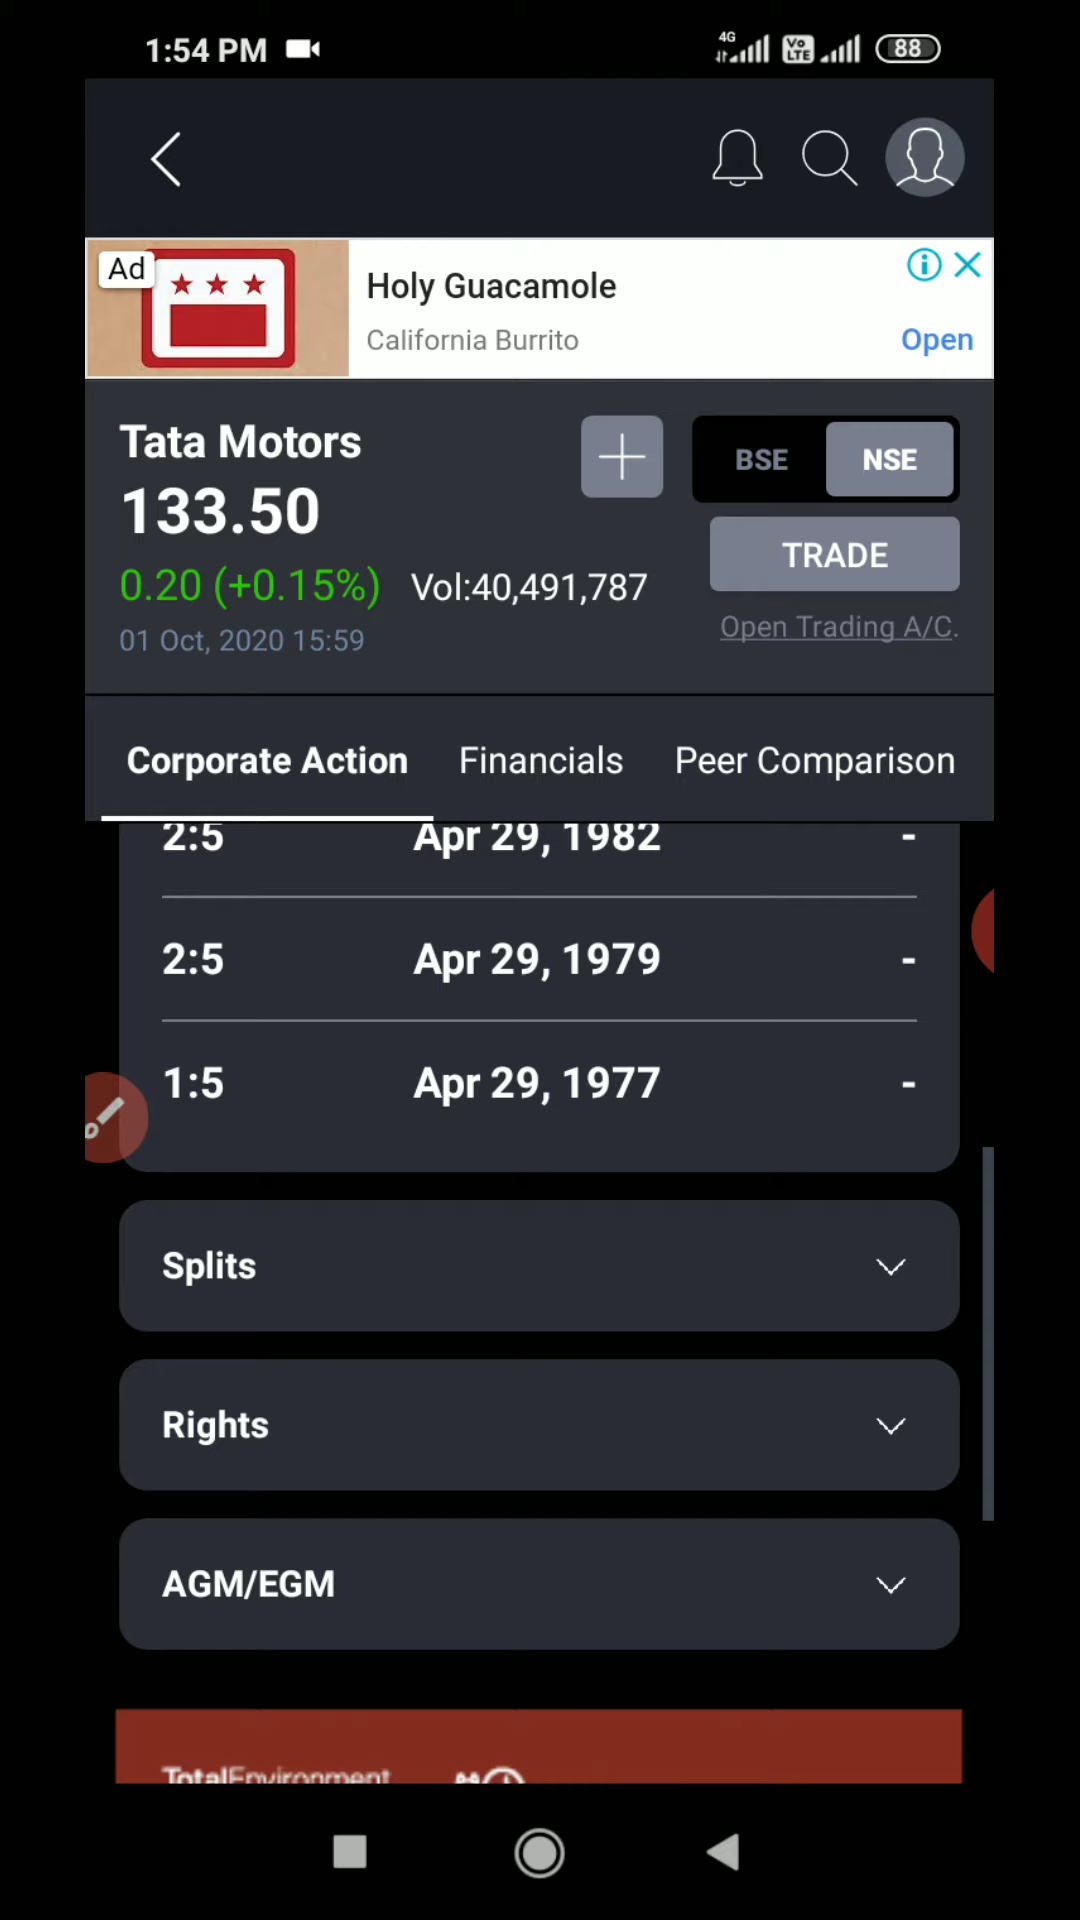 1:54 PM
4G
Vo
LTE
88
Ad
Holy Guacamole
California Burrito
Open
Tata Motors
BSE
NSE
133.50
TRADE
0.20 (+0.15%)
Vol:40,491,787
01 Oct, 2020 15:59
Open Trading A/C.
Corporate Action
Financials
Peer Comparison
2:5 Apr 29, 1982 -
2:5 Apr 29, 1979 -
1:5 Apr 29, 1977 -
Splits
Rights
AGM/EGM
TotalEnvironment